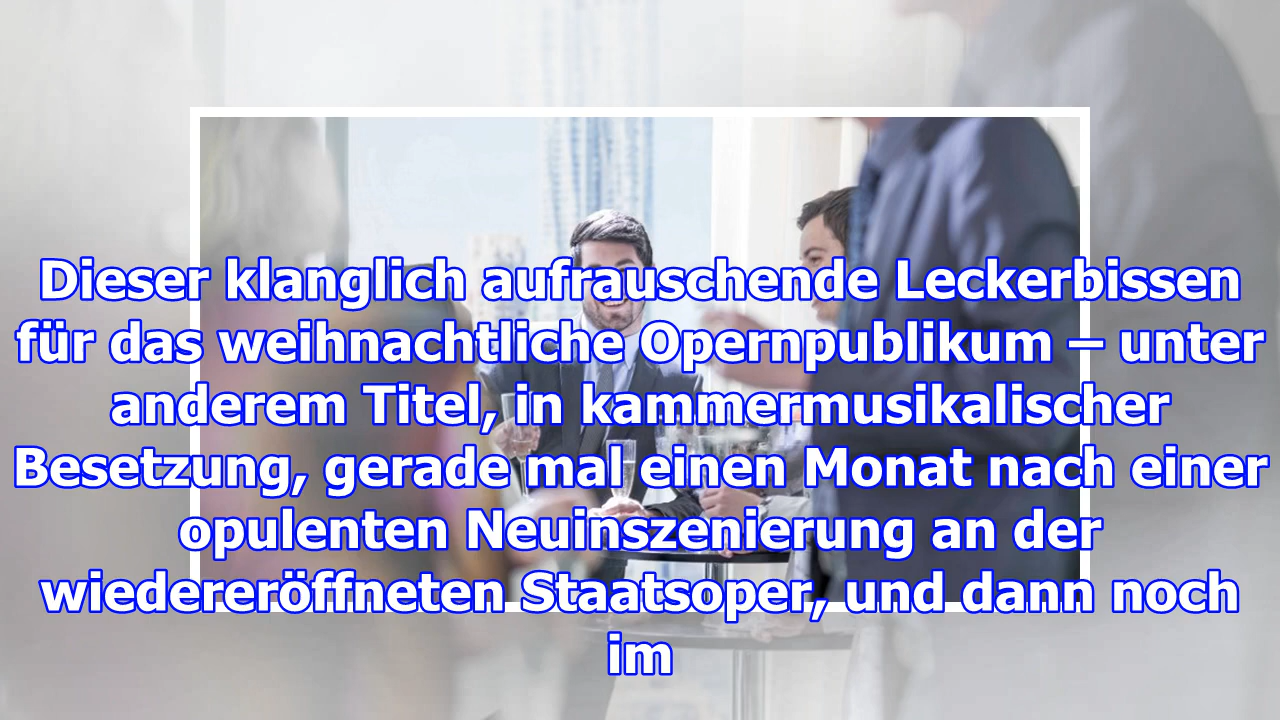 Dieser klanglich aufrauschende Leckerbissen
für das weihnachtliche Opernpublikum – unter
anderem Titel, in kammermusikalischer
Besetzung, gerade mal einen Monat nach einer
opulenten Neuinszenierung an der
wiedereröffneten Staatsoper, und dann noch
im